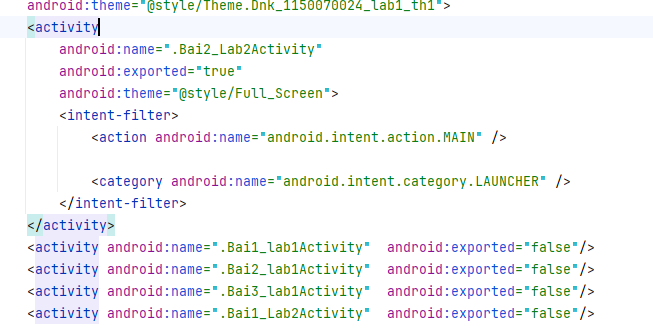 android:theme="@style/Theme.Dnk_1150070024_lab1_th1">
<activity
android:name=".Bai2_Lab2Activity"
android:exported="true"
android:theme="@style/Full_Screen">
<intent-filter>
<action android:name="android.intent.action.MAIN" />
<category android:name="android.intent.category.LAUNCHER" />
</intent-filter>
</activity>
<activity android:name=".Bai1_lab1Activity"  android:exported="false"/>
<activity android:name=".Bai2_lab1Activity"  android:exported="false"/>
<activity android:name=".Bai3_lab1Activity"  android:exported="false"/>
<activity android:name=".Bai1_Lab2Activity"  android:exported="false"/>